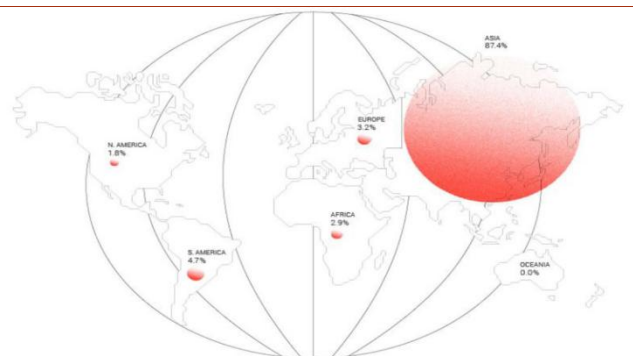 ASIA
87.4%
EUROPE
3.2%
N. AMERICA
1.8%
AFRICA
2.9%
S. AMERICA
4.7%
OCEANIA
0.0%